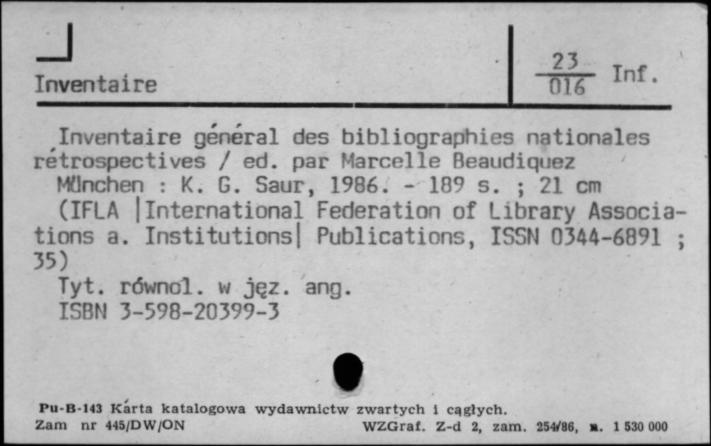 Inventaire
23
016 Inf.
Inventaire général des bibliographies nationales
rétrospectives / ed. par Marcelle Beaudiquez
München : K. G. Saur, 1986. - 189 s. ; 21 cm
(IFLA |International Federation of Library Associa-
tions a. Institutions| Publications, ISSN 0344-6891 ;
35)
Tyt. równol. w jęz. ang.
ISBN 3-598-20399-3
Pu-B-143 Karta katalogowa wydawnictw zwartych i cągłych.
Zam nr 445/DW/ON WZGraf. Z-d 2, zam. 254/86, n. 1 530 000